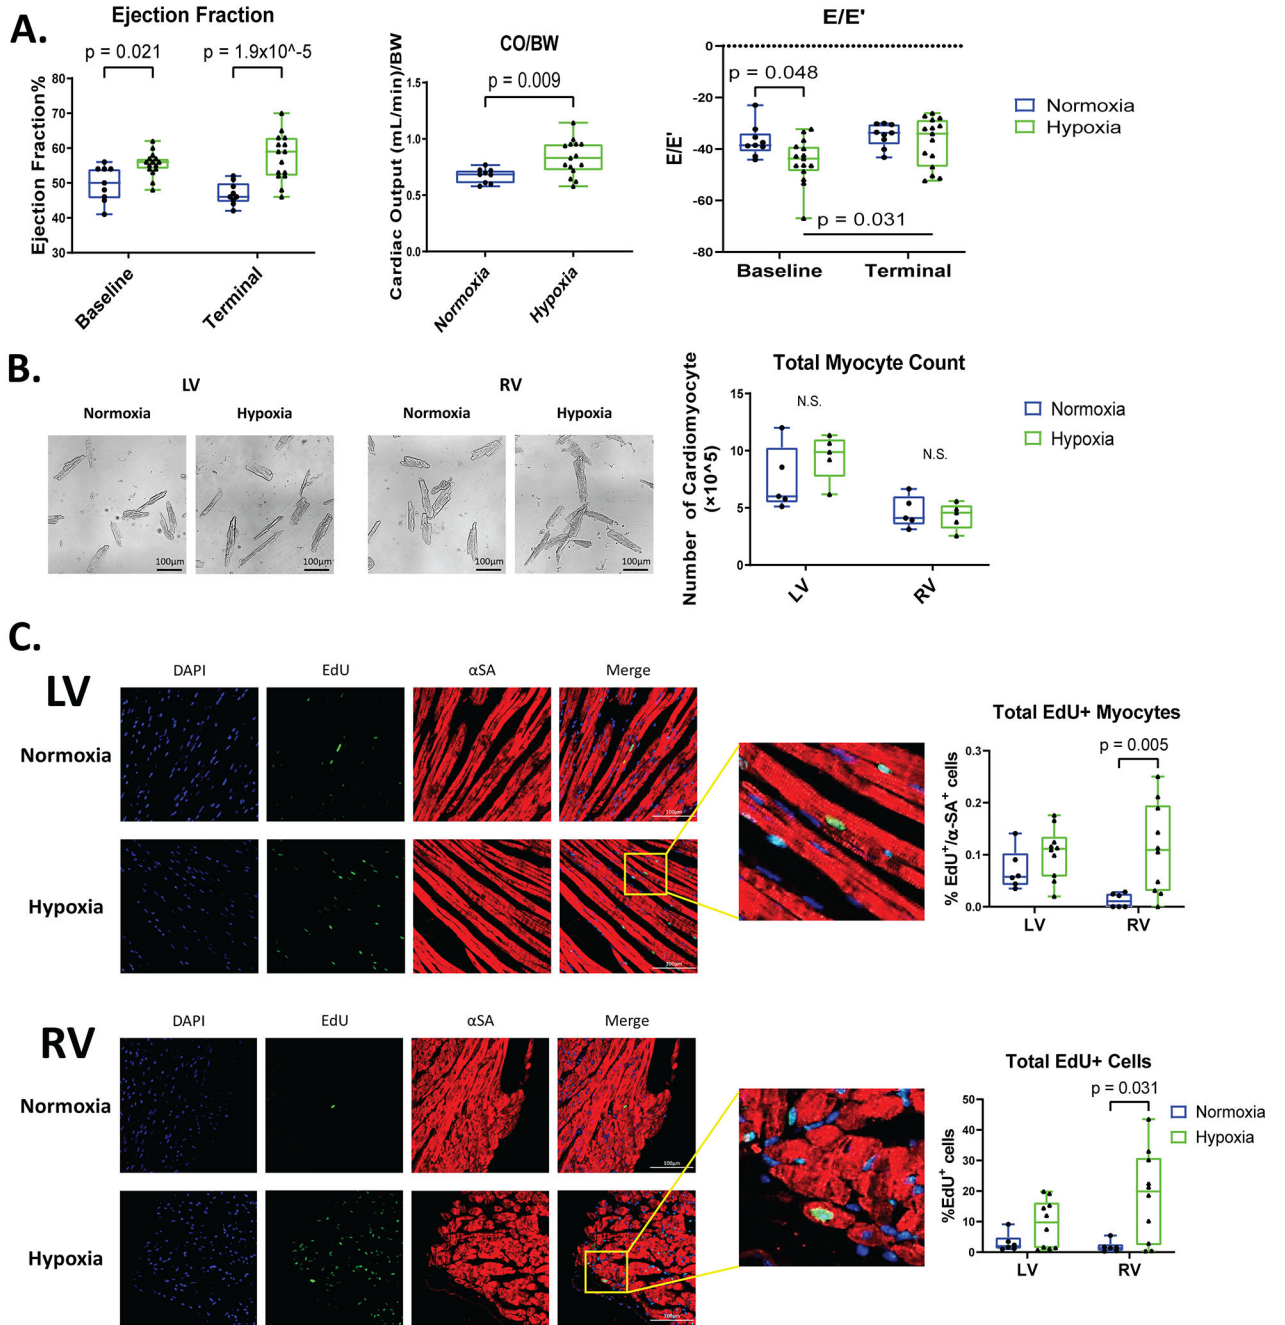 A.
Ejection Fraction
p = 0.021
p = 1.9x10^-5
Ejection Fraction%
80
70
60
50
40
30
Baseline
Terminal
CO/BW
p = 0.009
Cardiac Output (mL/min)/BW
1.5
1.0
0.5
0.0
Normoxia
Hypoxia
E/E'
p = 0.048
E/E'
0
-20
-40
-60
-80
p = 0.031
Baseline
Terminal
Normoxia
Hypoxia
B.
LV
RV
Normoxia
Hypoxia
Normoxia
Hypoxia
100μm
100μm
100μm
100μm
Total Myocyte Count
Number of Cardiomyocyte
(×10^5)
15
10
5
0
N.S.
N.S.
LV
RV
Normoxia
Hypoxia
C.
LV
DAPI
EdU
αSA
Merge
Normoxia
100μm
Hypoxia
100μm
Total EdU+ Myocytes
p = 0.005
% EdU⁺/α-SA⁺ cells
0.3
0.2
0.1
0.0
LV
RV
RV
DAPI
EdU
αSA
Merge
Normoxia
100μm
Hypoxia
100μm
Total EdU+ Cells
p = 0.031
%EdU⁺ cells
50
40
30
20
10
0
LV
RV
Normoxia
Hypoxia